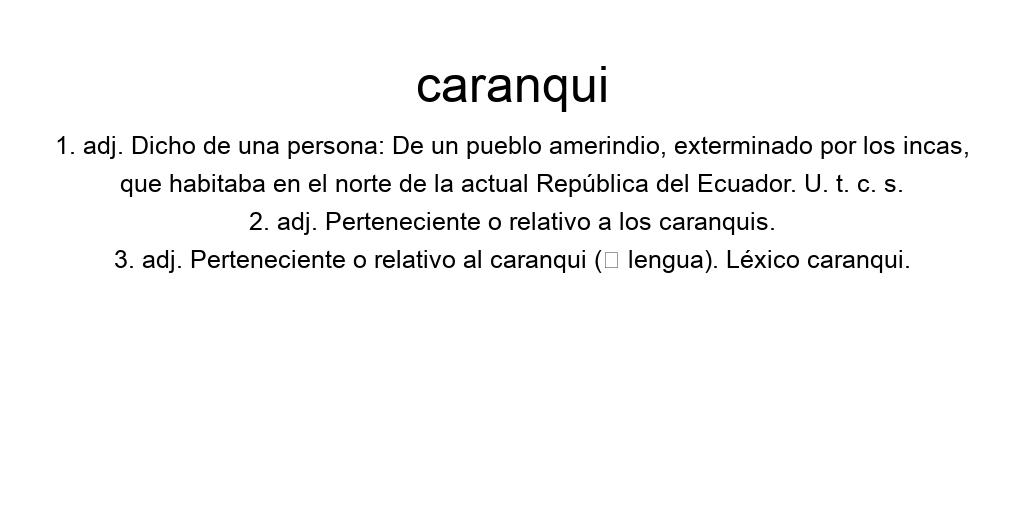 caranqui
1. adj. Dicho de una persona: De un pueblo amerindio, exterminado por los incas,
que habitaba en el norte de la actual República del Ecuador. U. t. c. s.
2. adj. Perteneciente o relativo a los caranquis.
3. adj. Perteneciente o relativo al caranqui (□ lengua). Léxico caranqui.